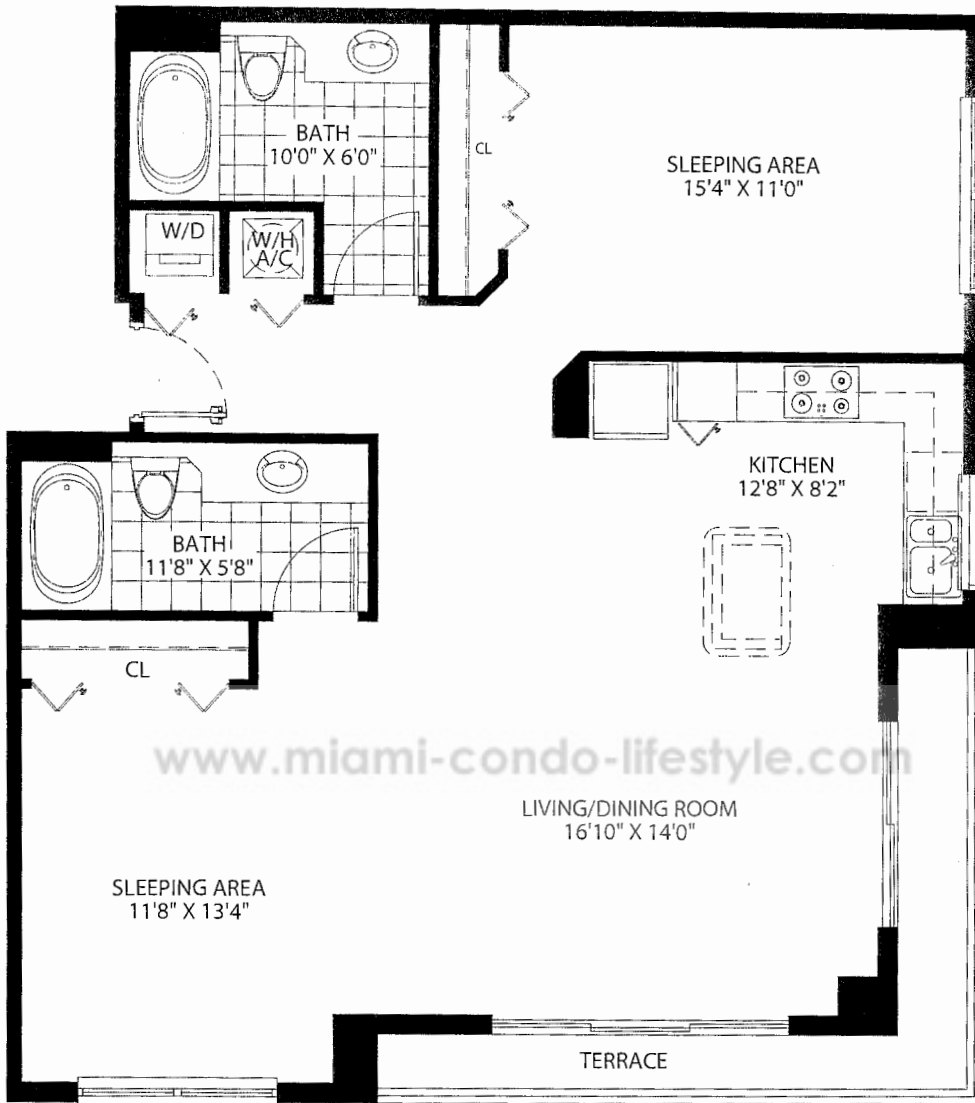 BATH
10'0" X 6'0"
CL
SLEEPING AREA
15'4" X 11'0"
W/D
W/H
A/C
KITCHEN
12'8" X 8'2"
BATH
11'8" X 5'8"
CL
www.miami-condo-lifestyle.com
LIVING/DINING ROOM
16'10" X 14'0"
SLEEPING AREA
11'8" X 13'4"
TERRACE